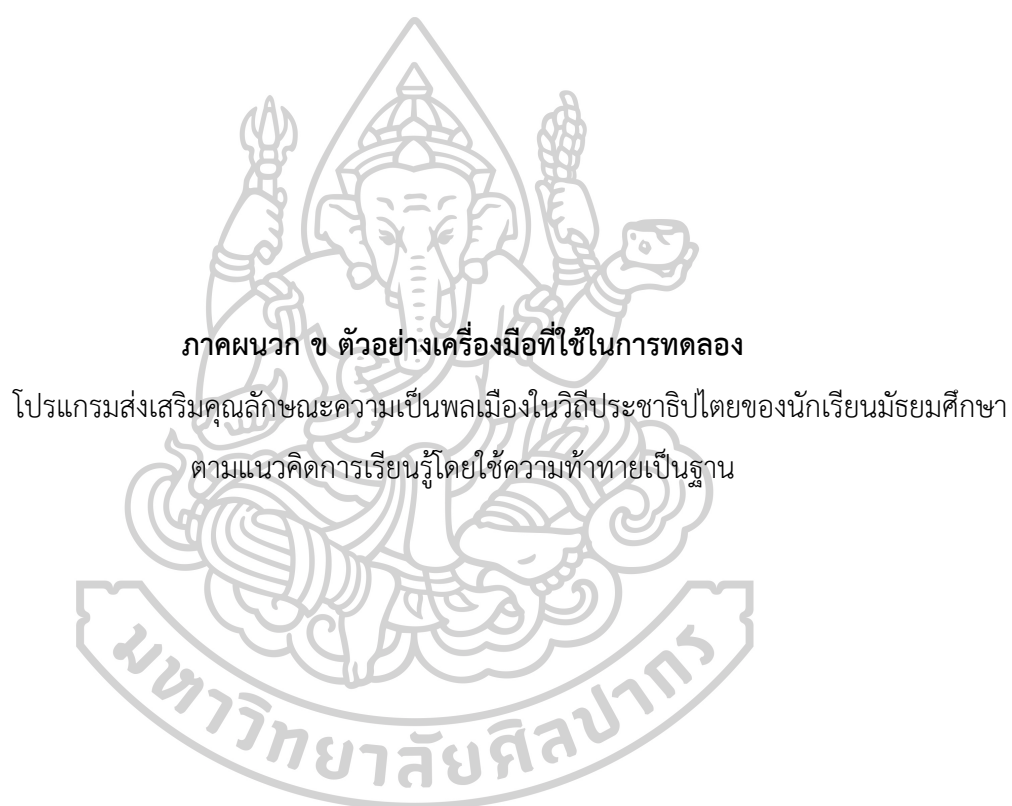 ภาคผนวก ข ตัวอย่างเครื่องมือที่ใช้ในการทดลอง
โปรแกรมส่งเสริมคุณลักษณะความเป็นพลเมืองในวิถีประชาธิปไตยของนักเรียนมัธยมศึกษา
ตามแนวคิดการเรียนรู้โดยใช้ความท้าทายเป็นฐาน
มหาวิทยาลัยศิลปากร